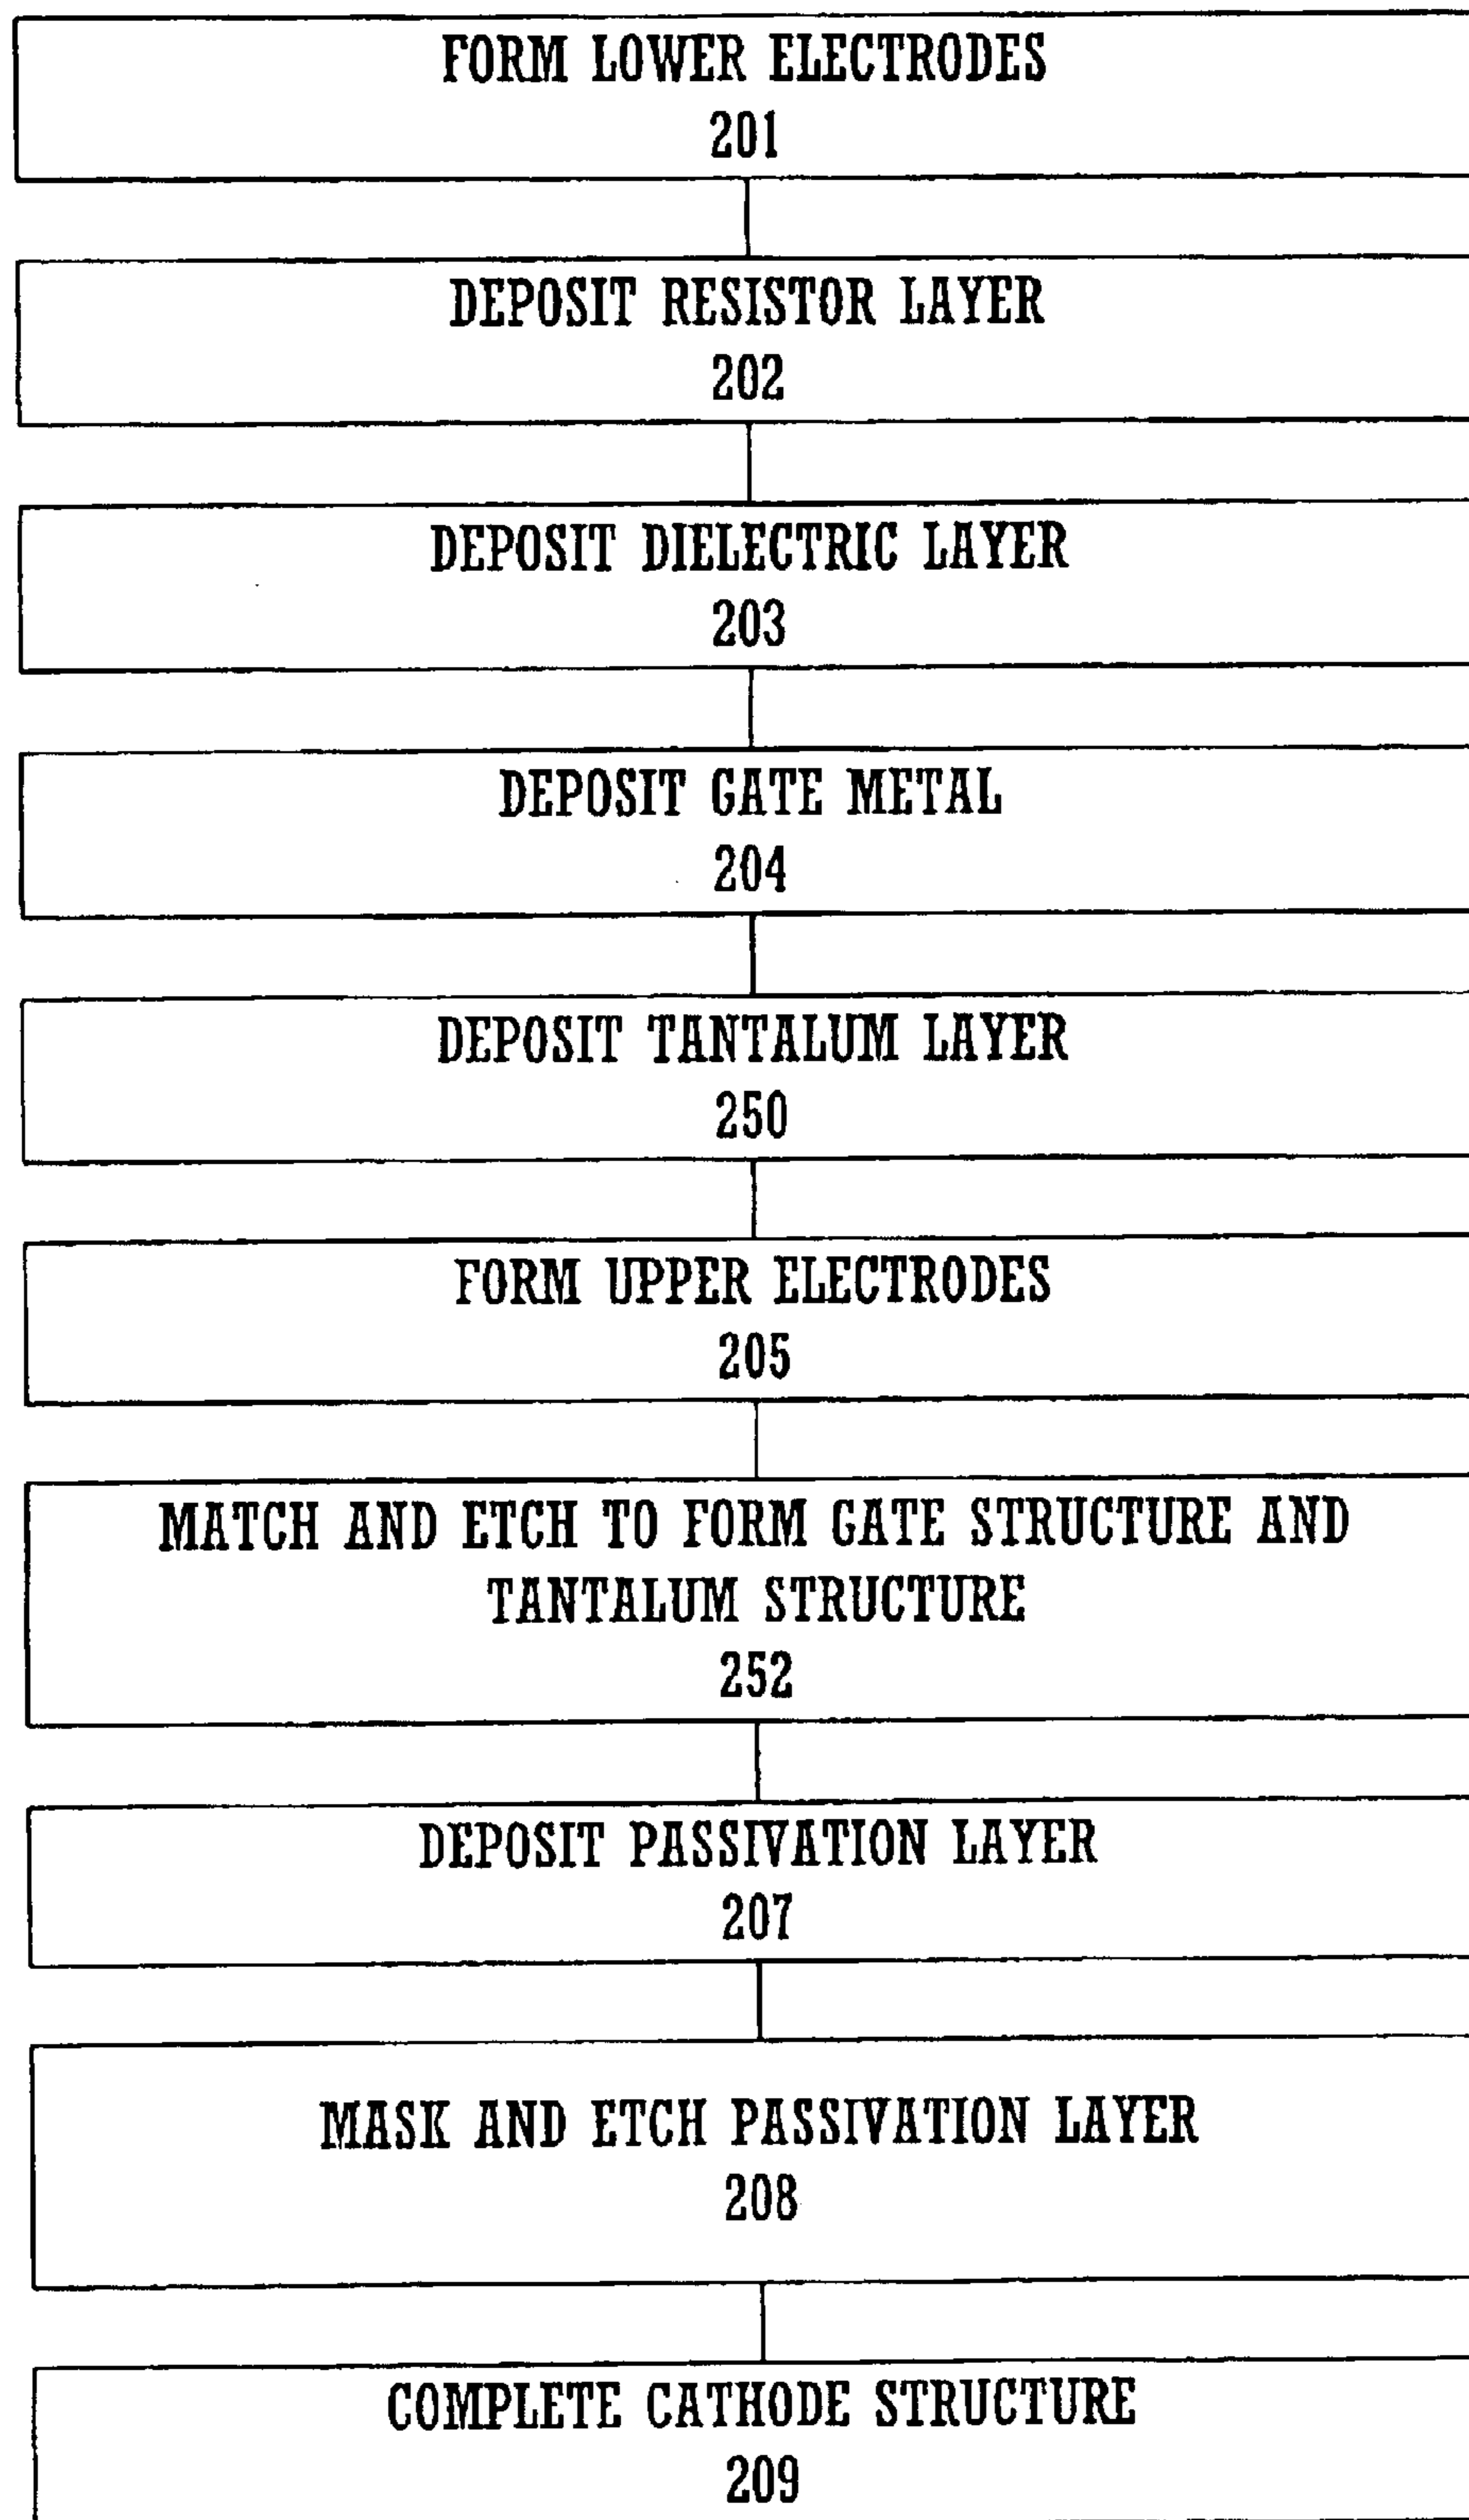 FORM LOWER ELECTRODES
201
DEPOSIT RESISTOR LAYER
202
DEPOSIT DIELECTRIC LAYER
203
DEPOSIT GATE METAL
204
DEPOSIT TANTALUM LAYER
250
FORM UPPER ELECTRODES
205
MATCH AND ETCH TO FORM GATE STRUCTURE AND
TANTALUM STRUCTURE
252
DEPOSIT PASSIVATION LAYER
207
MASK AND ETCH PASSIVATION LAYER
208
COMPLETE CATHODE STRUCTURE
209